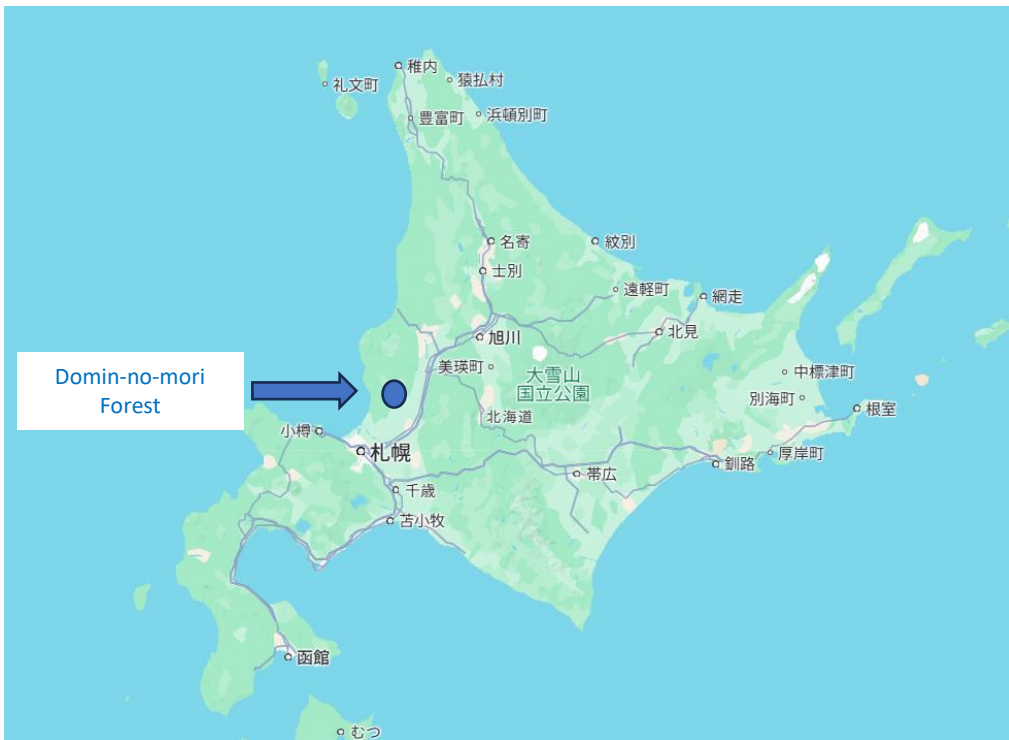 稚内
礼文町
猿払村
豊富町
浜頓別町
名寄
紋別
士別
遠軽町
網走
北見
旭川
美瑛町
大雪山
国立公園
中標津町
別海町
根室
Domin-no-mori
Forest
北海道
小樽
札幌
厚岸町
釧路
帯広
千歳
苫小牧
函館
むつ